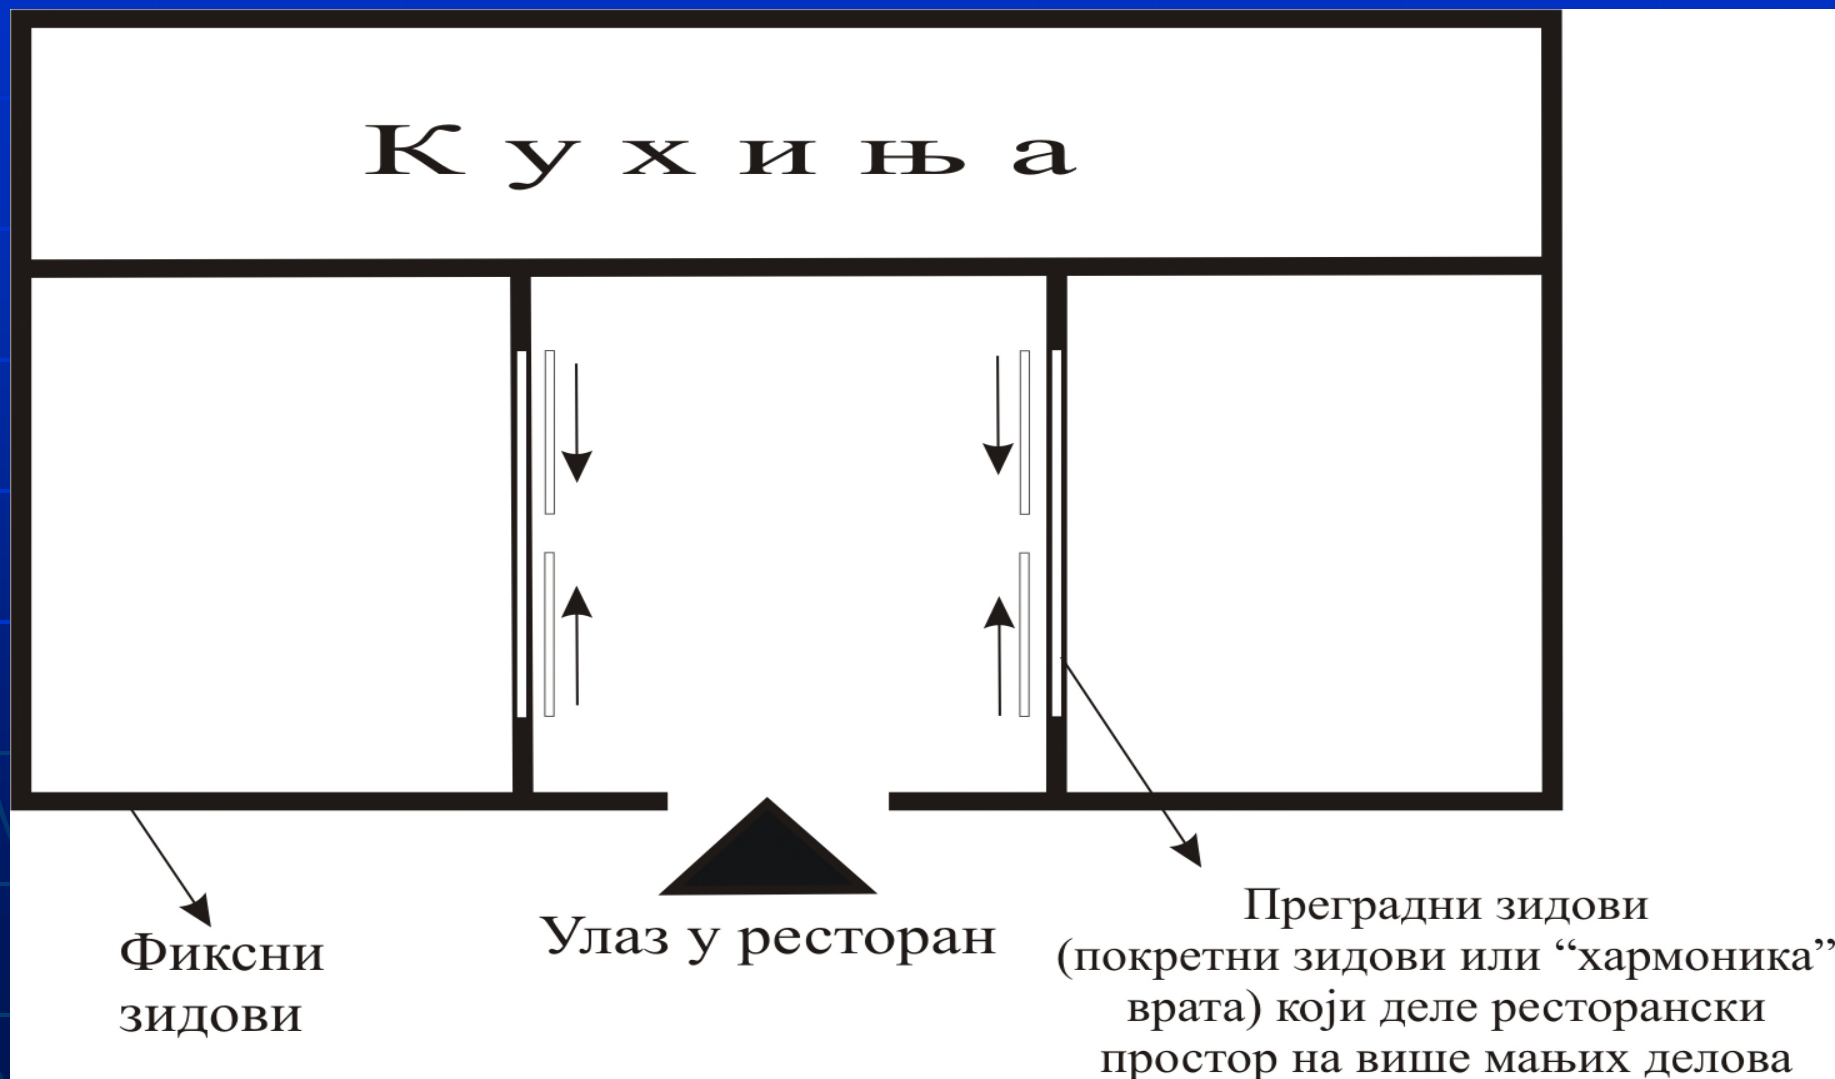 Кухиња
Улаз у ресторан
Фиксни
зидови
Преградни зидови
(покретни зидови или “хармоника”
врата) који деле ресторански
простор на више мањих делова